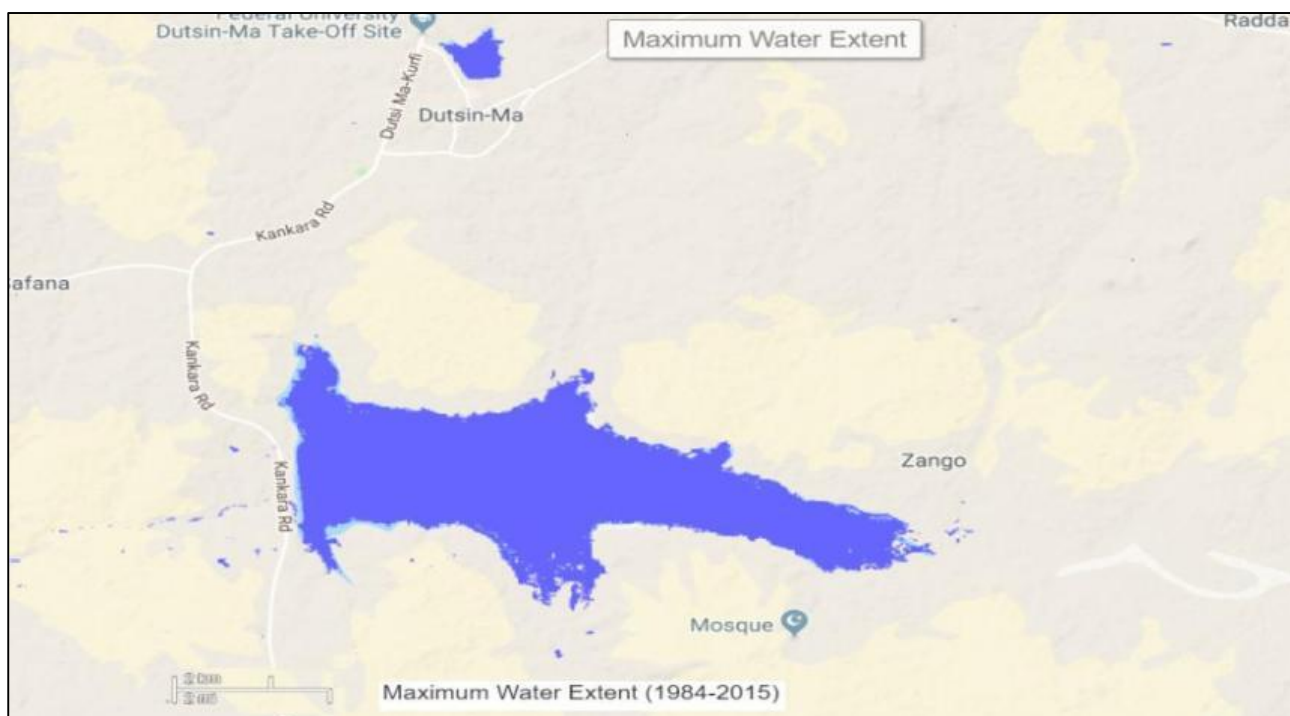 Federal University
Dutsin-Ma Take-Off Site
Maximum Water Extent
Radda
Dutsi Ma-Kurfi
Dutsin-Ma
Kankara Rd
afana
Kankara Rd
Zango
Kankara Rd
Mosque
Maximum Water Extent (1984-2015)